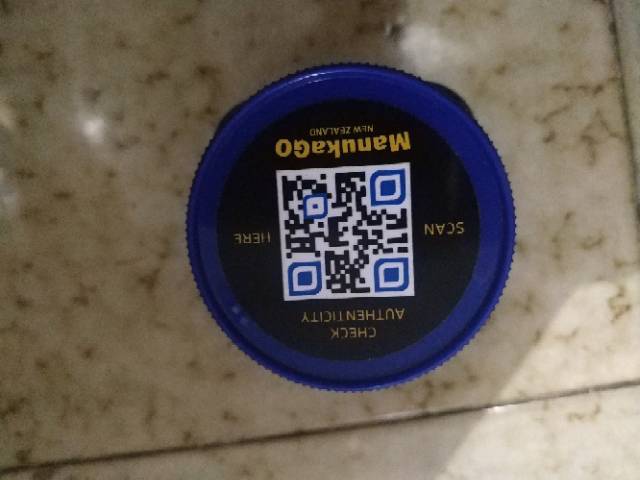 CHECK
AUTHENTICITY
SCAN HERE
ManukaGO
NEW ZEALAND